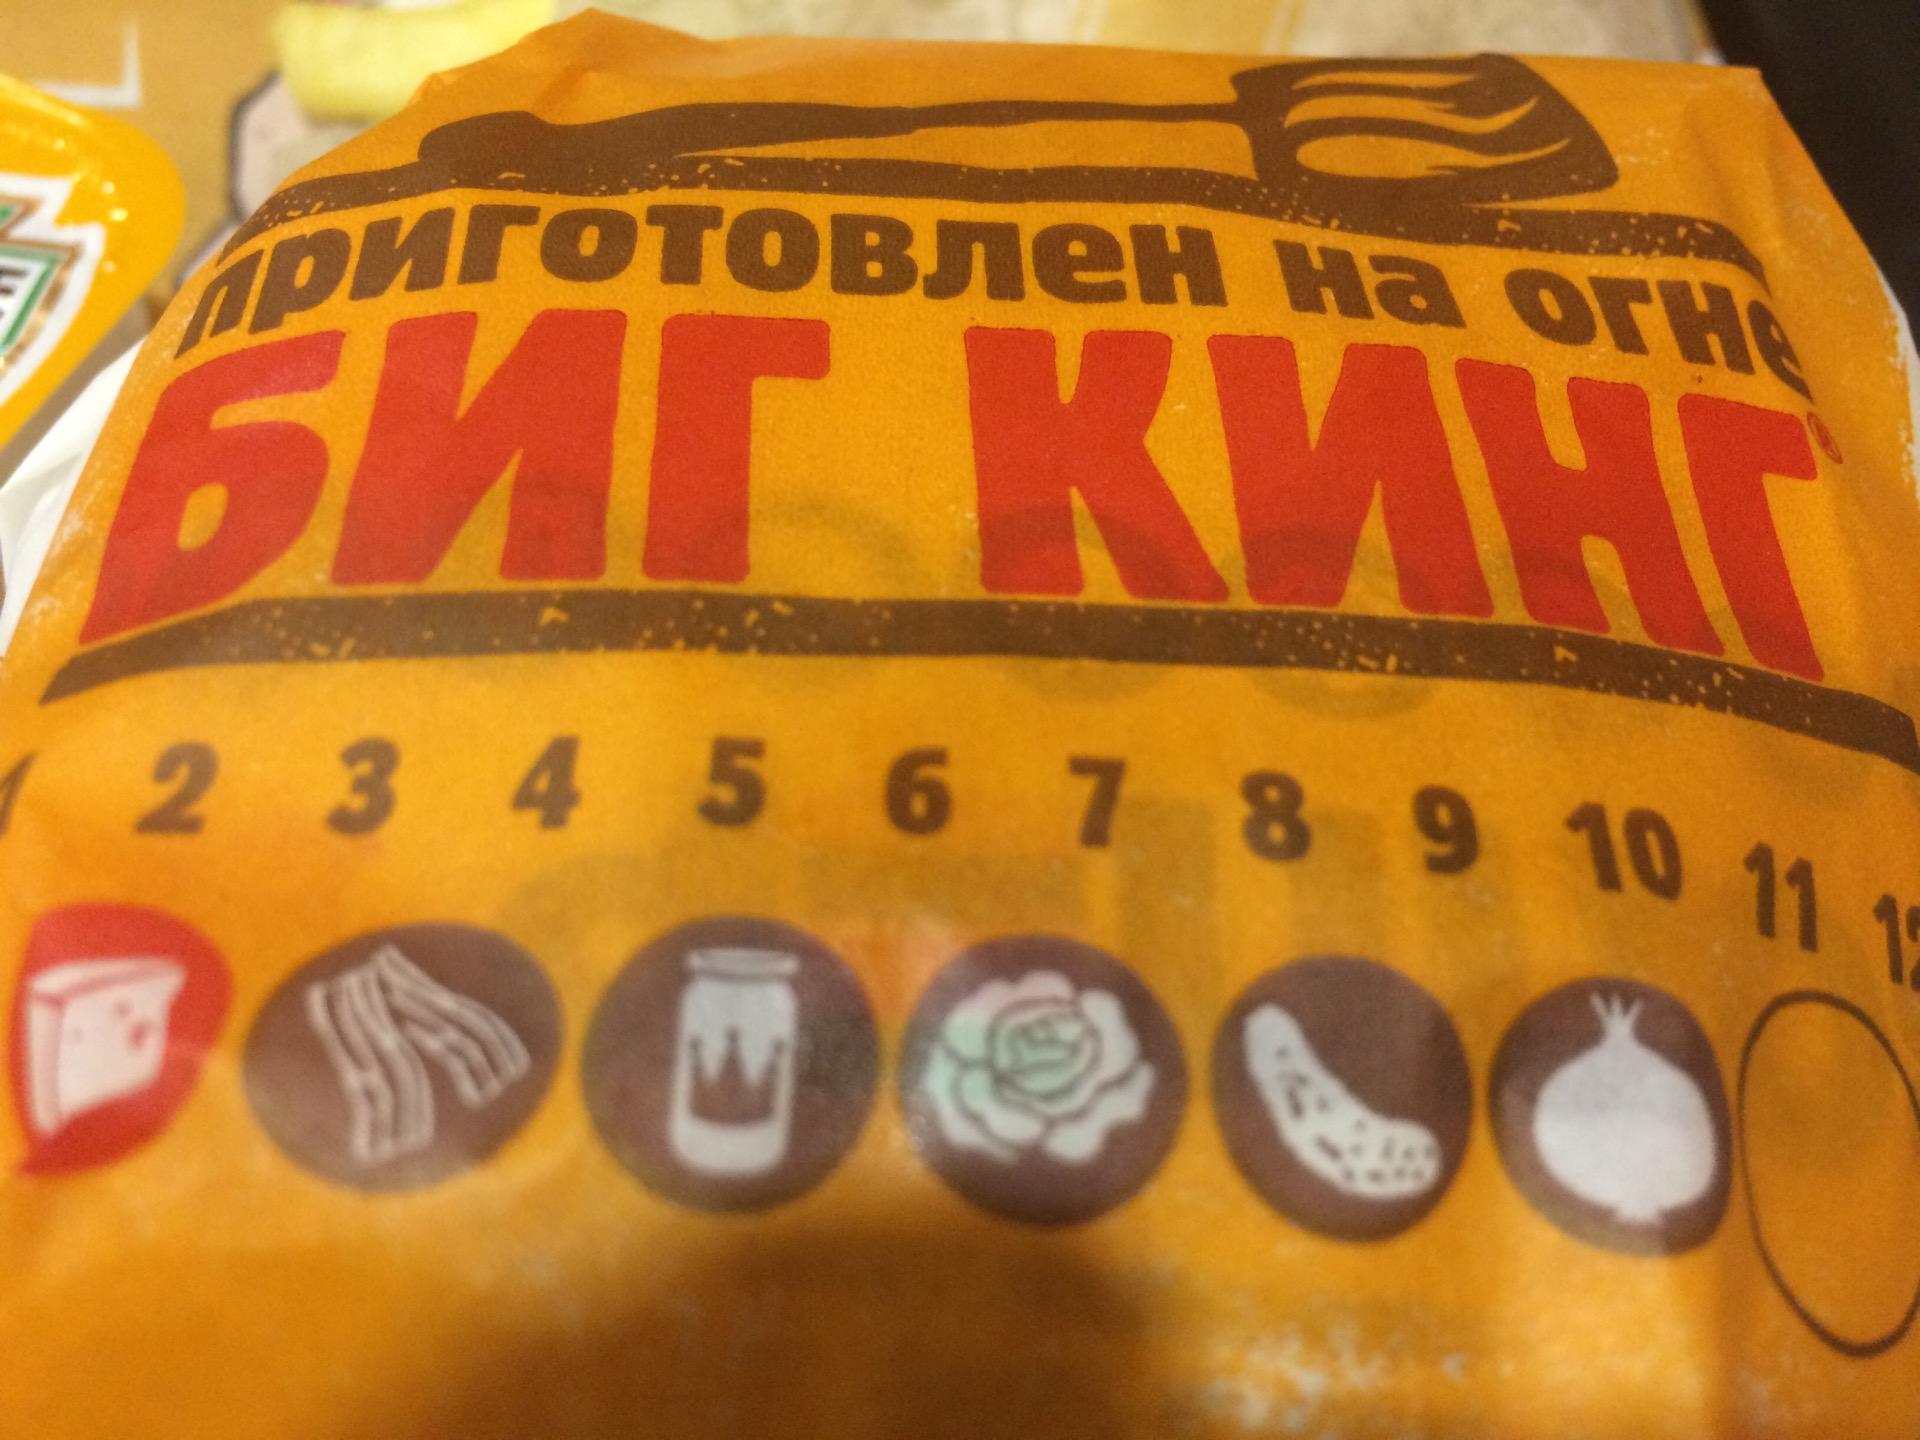 приготовлен на огне
БИГ КИНГ®
1 2 3 4 5 6 7 8 9 10 11 12